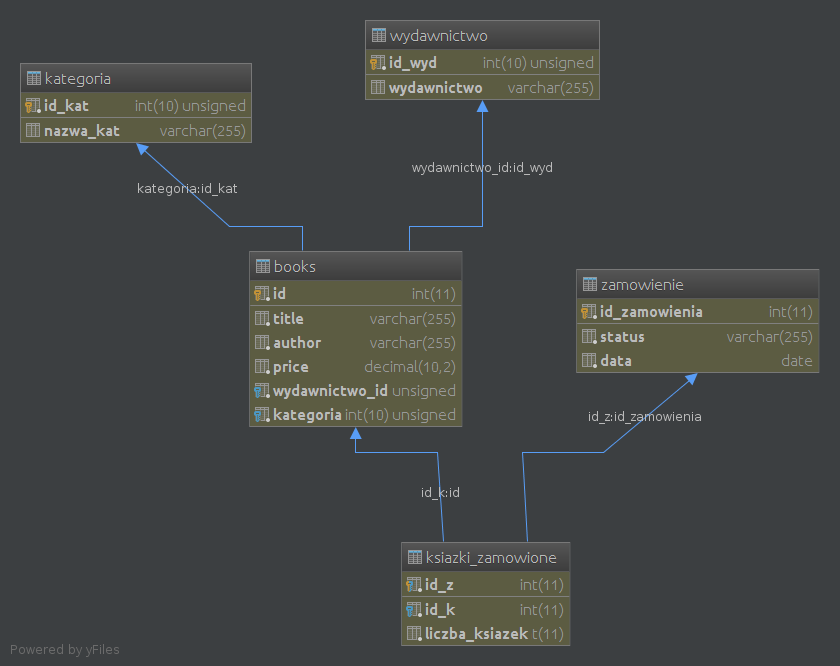 wydawnictwo
id_wyd int(10) unsigned
wydawnictwo varchar(255)
kategoria
id_kat int(10) unsigned
nazwa_kat varchar(255)
wydawnictwo_id:id_wyd
kategoria:id_kat
books
id int(11)
title varchar(255)
author varchar(255)
price decimal(10,2)
wydawnictwo_id unsigned
kategoria int(10) unsigned
zamowienie
id_zamowienia int(11)
status varchar(255)
data date
id_z:id_zamowienia
id_k:id
ksiazki_zamowione
id_z int(11)
id_k int(11)
liczba_ksiazek t(11)
Powered by yFiles